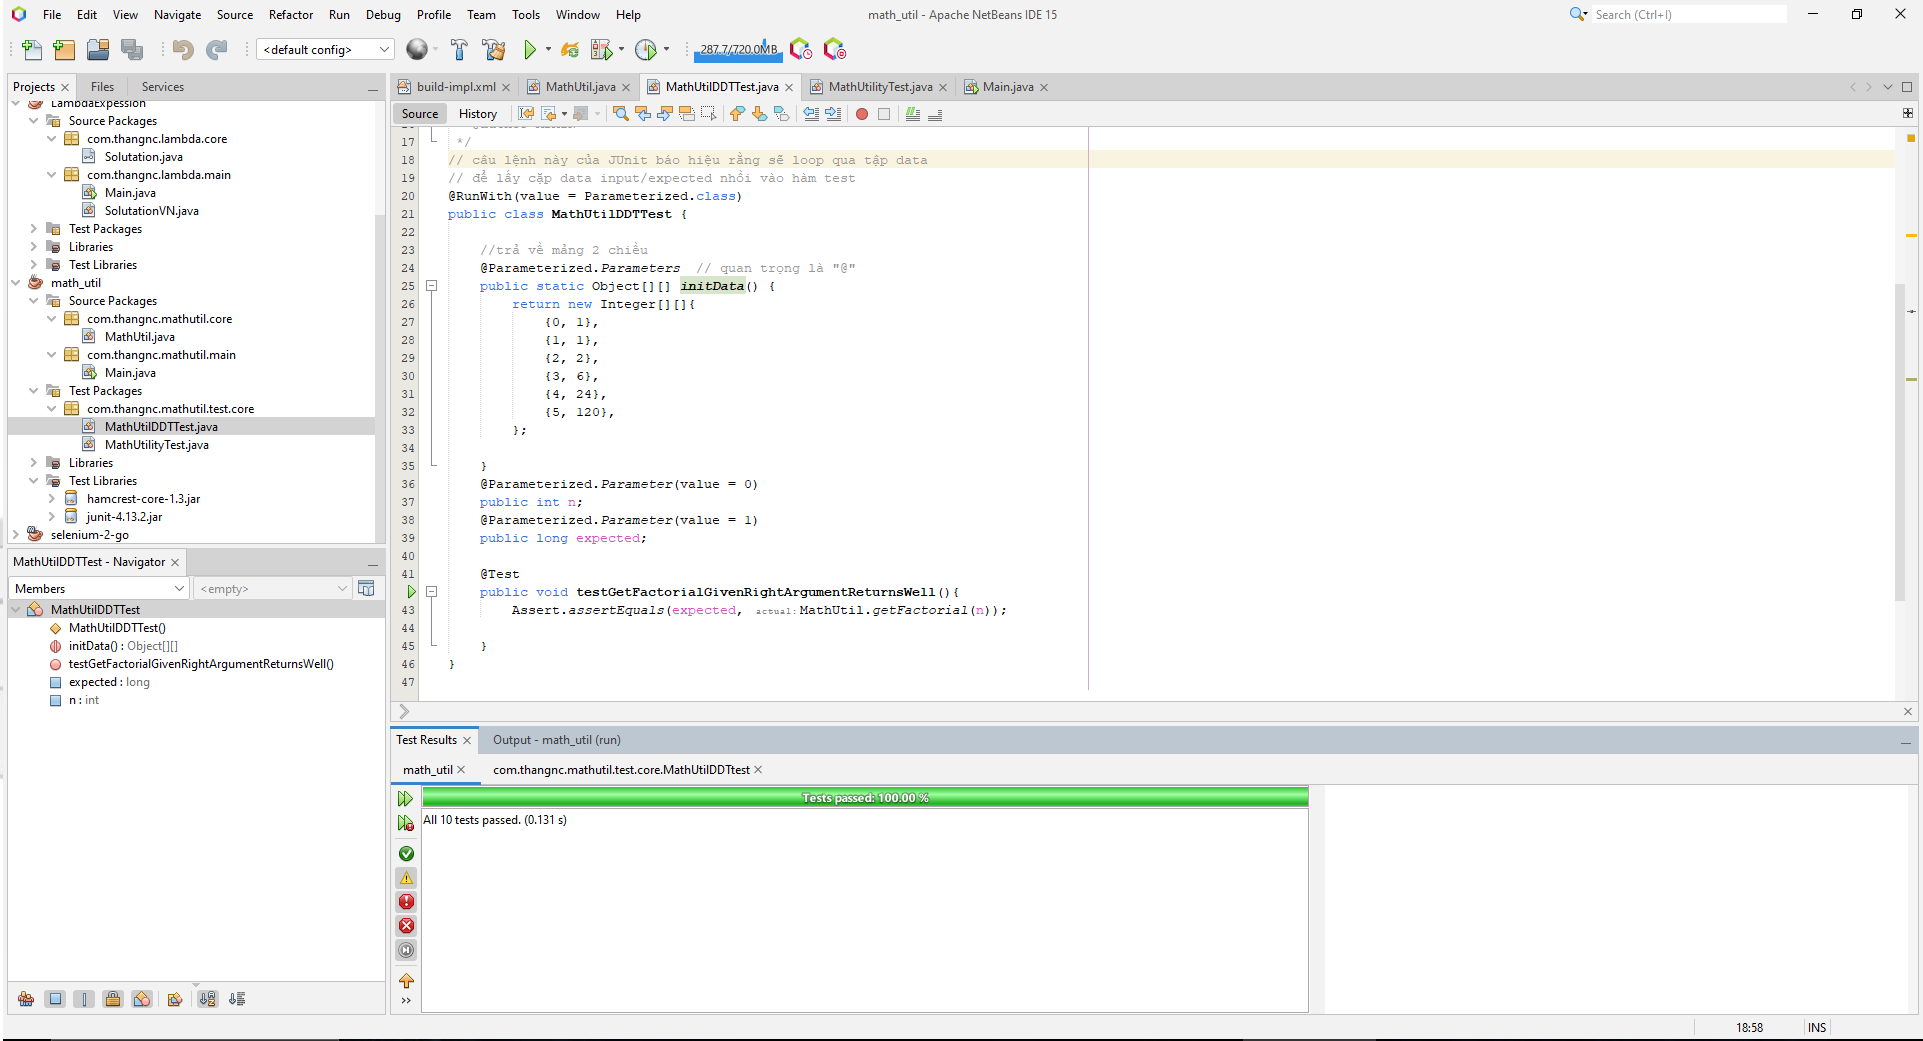 File Edit View Navigate Source Refactor Run Debug Profile Team Tools Window Help
math_util - Apache NetBeans IDE 15
Search (Ctrl+I)
<default config>
287.7/720.0MB
Projects Files Services
LambdaExpession
Source Packages
com.thangnc.lambda.core
Solutation.java
com.thangnc.lambda.main
Main.java
SolutationVN.java
Test Packages
Libraries
Test Libraries
math_util
Source Packages
com.thangnc.mathutil.core
MathUtil.java
com.thangnc.mathutil.main
Main.java
Test Packages
com.thangnc.mathutil.test.core
MathUtilDDTTest.java
MathUtilityTest.java
Libraries
Test Libraries
hamcrest-core-1.3.jar
junit-4.13.2.jar
selenium-2-go
MathUtilDDTTest - Navigator
Members
<empty>
MathUtilDDTTest
MathUtilDDTTest()
initData() : Object[][]
testGetFactorialGivenRightArgumentReturnsWell()
expected : long
n : int
build-impl.xml MathUtil.java MathUtilDDTTest.java MathUtilityTest.java Main.java
Source History
17 */
18 // câu lệnh này của JUnit báo hiệu rằng sẽ loop qua tập data
19 // để lấy cặp data input/expected nhồi vào hàm test
20 @RunWith(value = Parameterized.class)
21 public class MathUtilDDTTest {
22
23 //trả về mảng 2 chiều
24 @Parameterized.Parameters // quan trọng là "@"
25 public static Object[][] initData() {
26 return new Integer[][]{
27 {0, 1},
28 {1, 1},
29 {2, 2},
30 {3, 6},
31 {4, 24},
32 {5, 120},
33 };
34
35 }
36 @Parameterized.Parameter(value = 0)
37 public int n;
38 @Parameterized.Parameter(value = 1)
39 public long expected;
40
41 @Test
public void testGetFactorialGivenRightArgumentReturnsWell(){
43 Assert.assertEquals(expected, actual: MathUtil.getFactorial(n));
44
45 }
46 }
47
Test Results Output - math_util (run)
math_util com.thangnc.mathutil.test.core.MathUtilDDTtest
Tests passed: 100.00 %
All 10 tests passed. (0.131 s)
18:58 INS